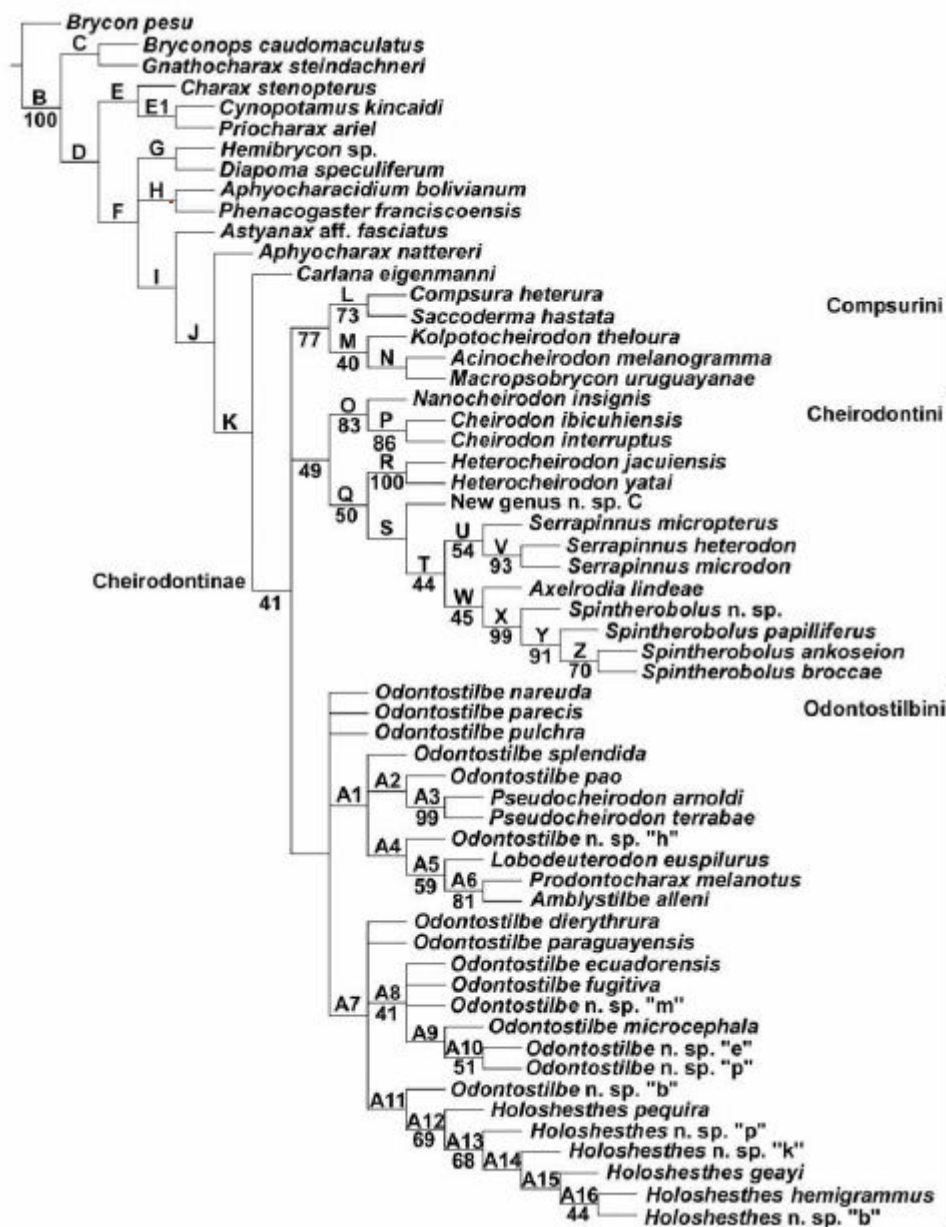 Brycon pesu
C Bryconops caudomaculatus
Gnathocharax steindachneri
E Charax stenopterus
B E1 Cynopotamus kincaidi
100 Priocharax ariel
D G Hemibrycon sp.
Diapoma speculiferum
H Aphyocharacidium bolivianum
F Phenacogaster franciscoensis
Astyanax aff. fasciatus
I Aphyocharax nattereri
Carlana eigenmanni
L Compsura heterura Compsurini
J 73 Saccoderma hastata
77 M Kolpotocheirodon theloura
40 N Acinocheirodon melanogramma
Macropsobrycon uruguayanae
O Nanocheirodon insignis Cheirodontini
K 83 P Cheirodon ibicuhiensis
86 Cheirodon interruptus
49 R Heterocheirodon jacuiensis
Q 100 Heterocheirodon yatai
50 S New genus n. sp. C
U Serrapinnus micropterus
54 V Serrapinnus heterodon
T 93 Serrapinnus microdon
Cheirodontinae 44 W Axelrodia lindeae
41 45 X Spintherobolus n. sp.
99 Y Spintherobolus papilliferus
91 Z Spintherobolus ankoseion
70 Spintherobolus broccae
Odontostilbe nareuda Odontostilbini
Odontostilbe parecis
Odontostilbe pulchra
Odontostilbe splendida
A1 A2 Odontostilbe pao
A3 Pseudocheirodon arnoldi
99 Pseudocheirodon terrabae
A4 Odontostilbe n. sp. "h"
A5 Lobodeuterodon euspilurus
59 A6 Prodontocharax melanotus
81 Amblystilbe alleni
Odontostilbe dierythrura
Odontostilbe paraguayensis
Odontostilbe ecuadorensis
A7 A8 Odontostilbe fugitiva
41 Odontostilbe n. sp. "m"
A9 Odontostilbe microcephala
A10 Odontostilbe n. sp. "e"
51 Odontostilbe n. sp. "p"
A11 Odontostilbe n. sp. "b"
A12 Holoshesthes pequira
69 A13 Holoshesthes n. sp. "p"
68 A14 Holoshesthes n. sp. "k"
A15 Holoshesthes geayi
A16 Holoshesthes hemigrammus
44 Holoshesthes n. sp. "b"